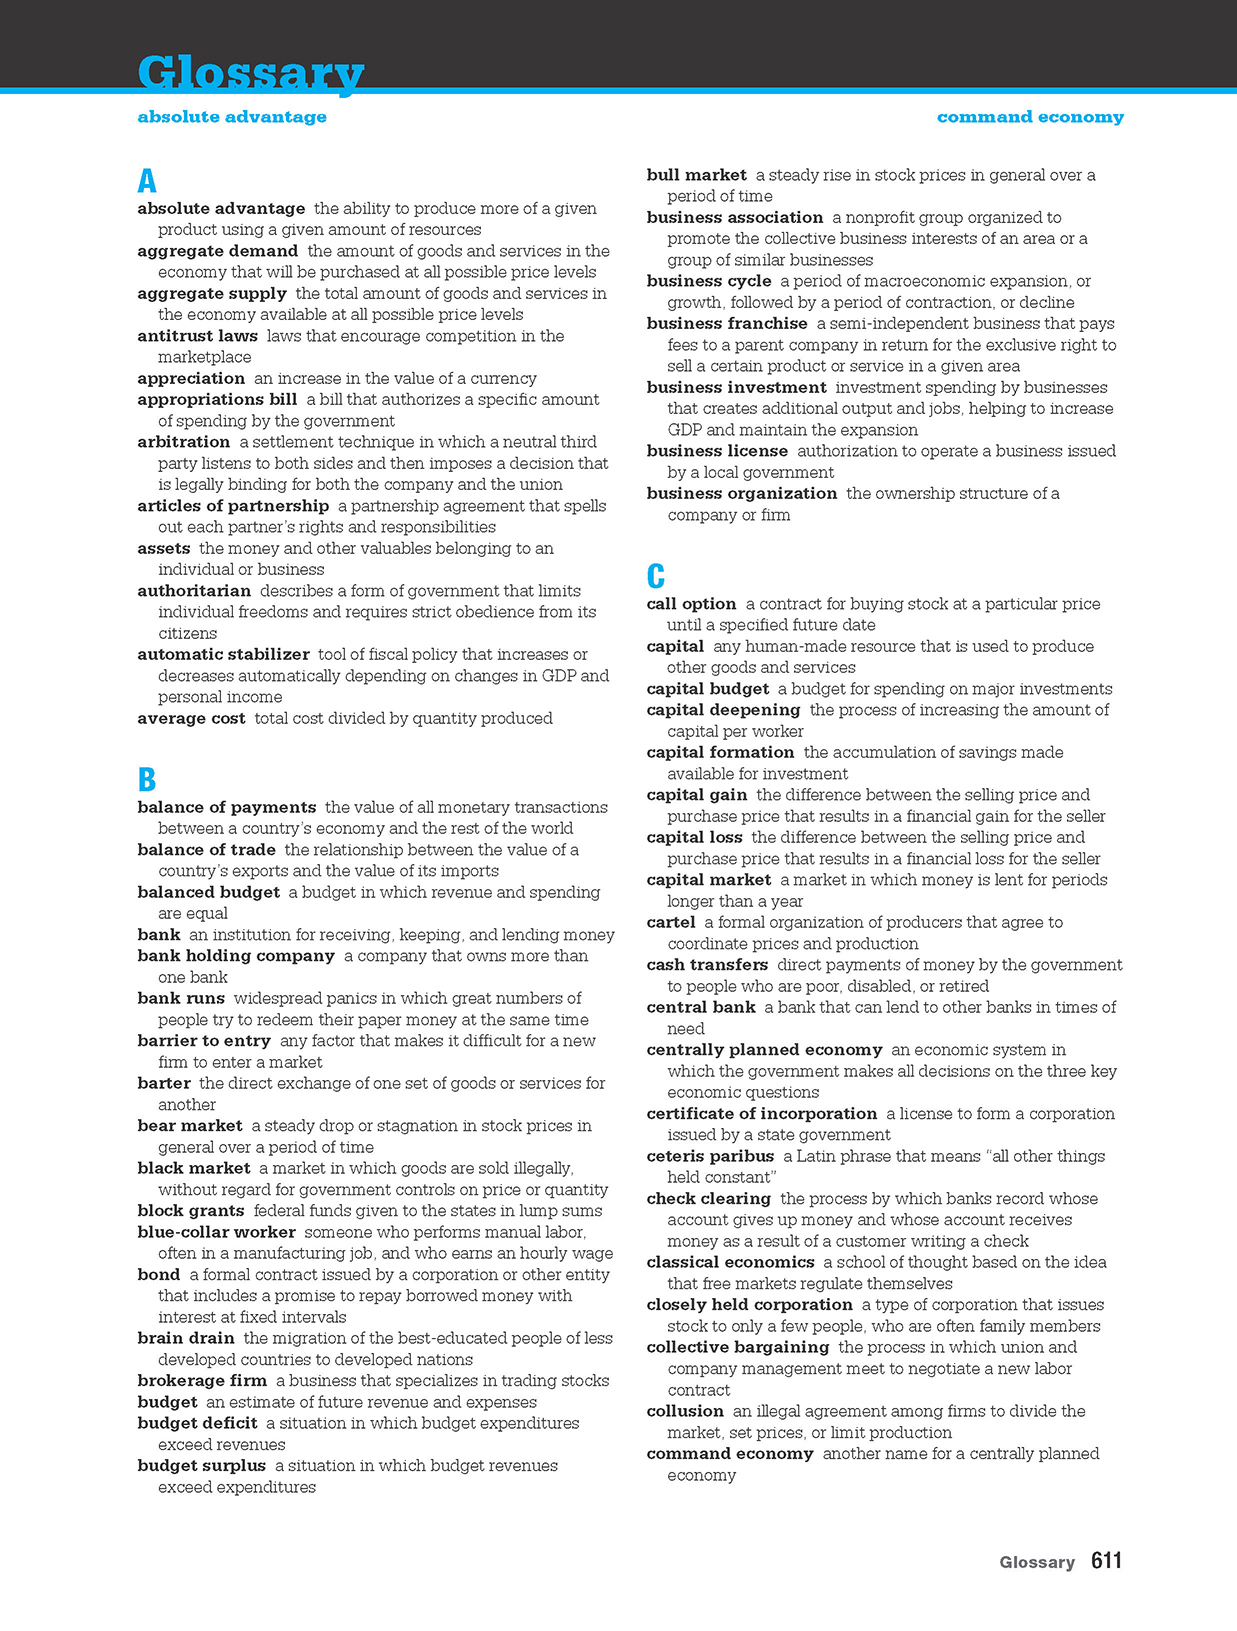 Glossary
absolute advantage
command economy
A
absolute advantage the ability to produce more of a given
product using a given amount of resources
aggregate demand the amount of goods and services in the
economy that will be purchased at all possible price levels
aggregate supply the total amount of goods and services in
the economy available at all possible price levels
antitrust laws laws that encourage competition in the
marketplace
appreciation an increase in the value of a currency
appropriations bill a bill that authorizes a specific amount
of spending by the government
arbitration a settlement technique in which a neutral third
party listens to both sides and then imposes a decision that
is legally binding for both the company and the union
articles of partnership a partnership agreement that spells
out each partner’s rights and responsibilities
assets the money and other valuables belonging to an
individual or business
authoritarian describes a form of government that limits
individual freedoms and requires strict obedience from its
citizens
automatic stabilizer tool of fiscal policy that increases or
decreases automatically depending on changes in GDP and
personal income
average cost total cost divided by quantity produced
B
balance of payments the value of all monetary transactions
between a country’s economy and the rest of the world
balance of trade the relationship between the value of a
country’s exports and the value of its imports
balanced budget a budget in which revenue and spending
are equal
bank an institution for receiving, keeping, and lending money
bank holding company a company that owns more than
one bank
bank runs widespread panics in which great numbers of
people try to redeem their paper money at the same time
barrier to entry any factor that makes it difficult for a new
firm to enter a market
barter the direct exchange of one set of goods or services for
another
bear market a steady drop or stagnation in stock prices in
general over a period of time
black market a market in which goods are sold illegally,
without regard for government controls on price or quantity
block grants federal funds given to the states in lump sums
blue-collar worker someone who performs manual labor,
often in a manufacturing job, and who earns an hourly wage
bond a formal contract issued by a corporation or other entity
that includes a promise to repay borrowed money with
interest at fixed intervals
brain drain the migration of the best-educated people of less
developed countries to developed nations
brokerage firm a business that specializes in trading stocks
budget an estimate of future revenue and expenses
budget deficit a situation in which budget expenditures
exceed revenues
budget surplus a situation in which budget revenues
exceed expenditures
bull market a steady rise in stock prices in general over a
period of time
business association a nonprofit group organized to
promote the collective business interests of an area or a
group of similar businesses
business cycle a period of macroeconomic expansion, or
growth, followed by a period of contraction, or decline
business franchise a semi-independent business that pays
fees to a parent company in return for the exclusive right to
sell a certain product or service in a given area
business investment investment spending by businesses
that creates additional output and jobs, helping to increase
GDP and maintain the expansion
business license authorization to operate a business issued
by a local government
business organization the ownership structure of a
company or firm
C
call option a contract for buying stock at a particular price
until a specified future date
capital any human-made resource that is used to produce
other goods and services
capital budget a budget for spending on major investments
capital deepening the process of increasing the amount of
capital per worker
capital formation the accumulation of savings made
available for investment
capital gain the difference between the selling price and
purchase price that results in a financial gain for the seller
capital loss the difference between the selling price and
purchase price that results in a financial loss for the seller
capital market a market in which money is lent for periods
longer than a year
cartel a formal organization of producers that agree to
coordinate prices and production
cash transfers direct payments of money by the government
to people who are poor, disabled, or retired
central bank a bank that can lend to other banks in times of
need
centrally planned economy an economic system in
which the government makes all decisions on the three key
economic questions
certificate of incorporation a license to form a corporation
issued by a state government
ceteris paribus a Latin phrase that means “all other things
held constant”
check clearing the process by which banks record whose
account gives up money and whose account receives
money as a result of a customer writing a check
classical economics a school of thought based on the idea
that free markets regulate themselves
closely held corporation a type of corporation that issues
stock to only a few people, who are often family members
collective bargaining the process in which union and
company management meet to negotiate a new labor
contract
collusion an illegal agreement among firms to divide the
market, set prices, or limit production
command economy another name for a centrally planned
economy
Glossary 611